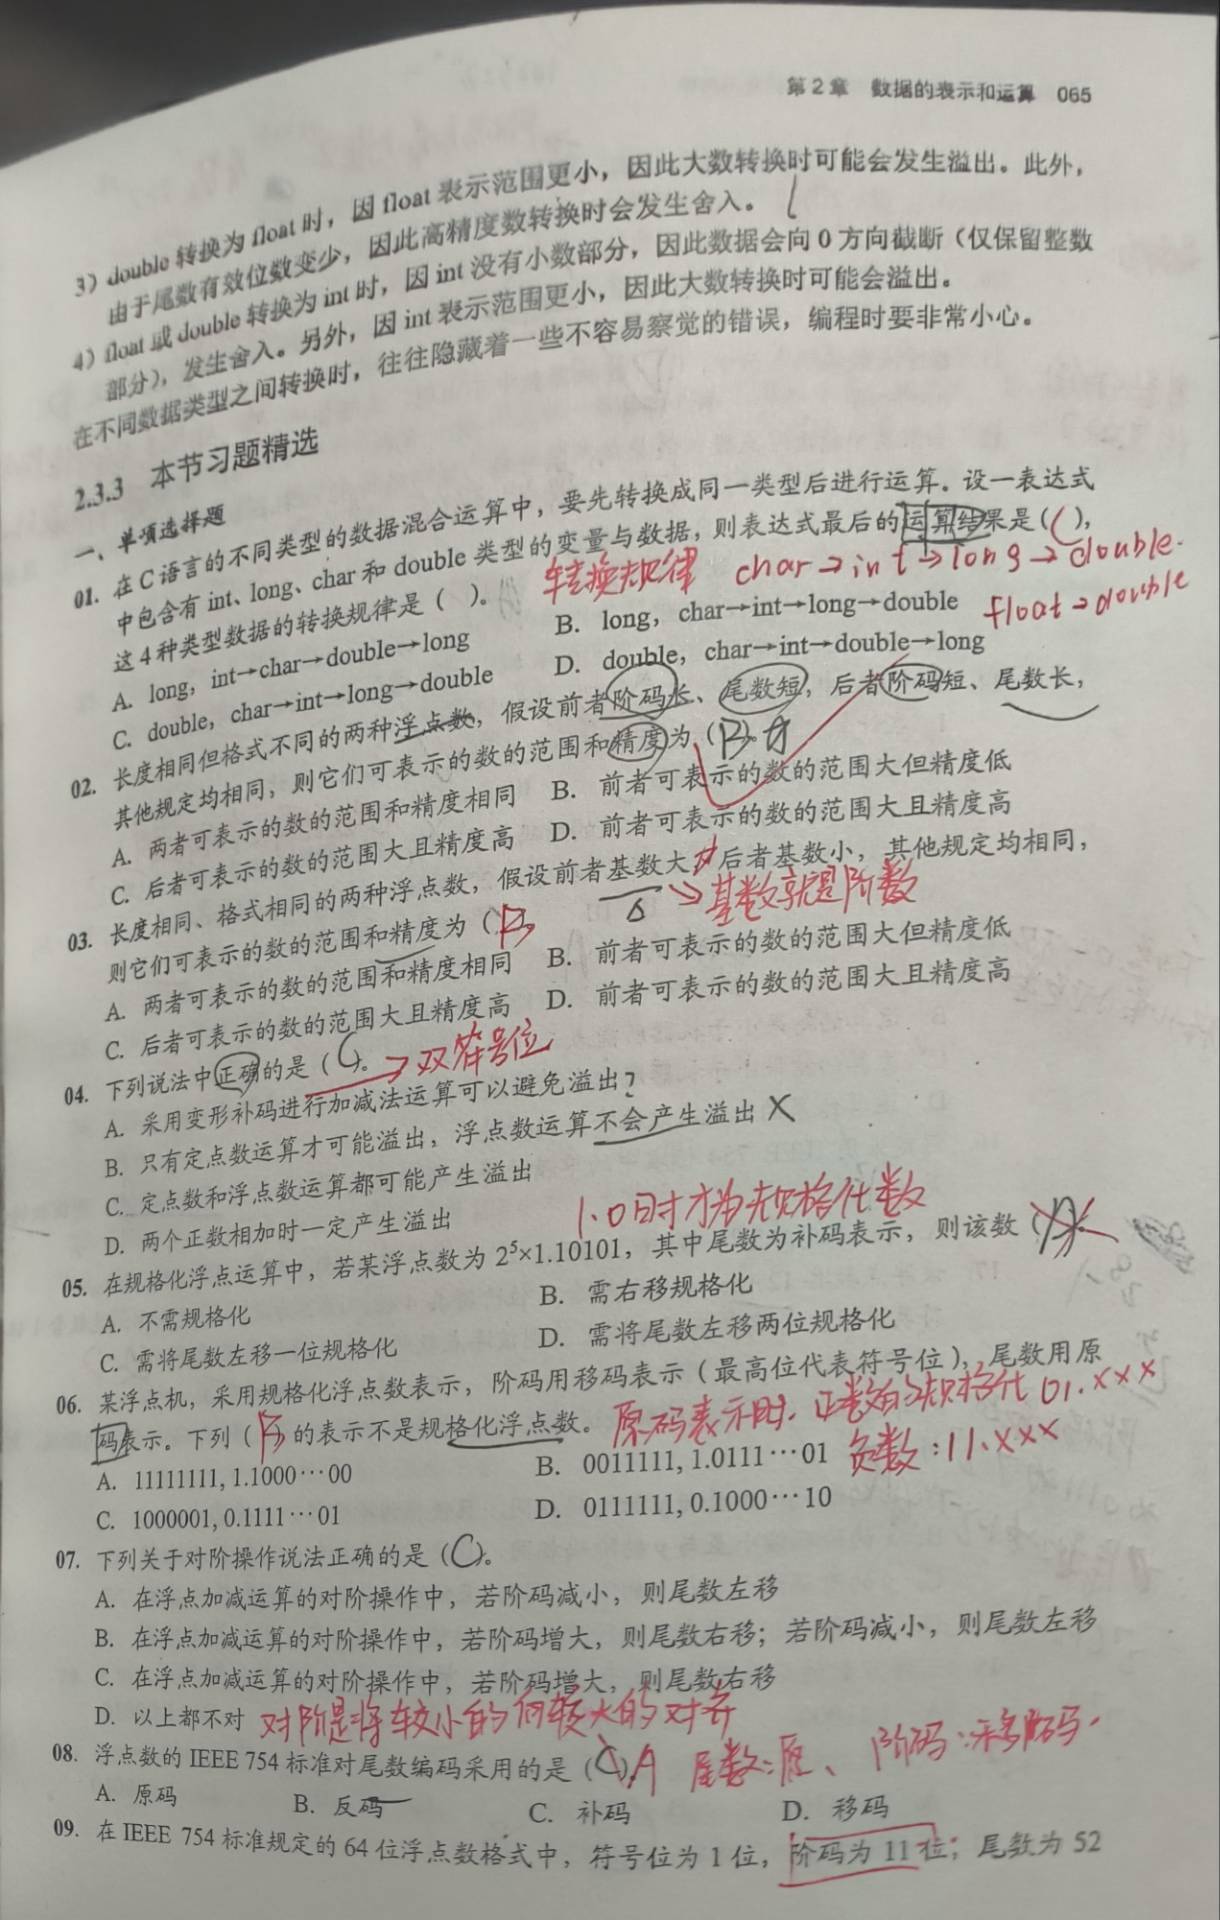 第2章 数据的表示和运算 065
3）double 转换为 float 时，因 float 表示范围更小，因此大数转换时可能会发生溢出。此外，
由于尾数有效位数变少，因此高精度数转换时会发生舍入。
4）float 或 double 转换为 int 时，因 int 没有小数部分，因此数据会向 0 方向截断（仅保留整数
部分），发生舍入。另外，因 int 表示范围更小，因此大数转换时可能会溢出。
在不同数据类型之间转换时，往往隐藏着一些不容易察觉的错误，编程时要非常小心。
2.3.3 本节习题精选
一、单项选择题
01. 在 C 语言的不同类型的数据混合运算中，要先转换成同一类型后进行运算。设一表达式
中包含有 int、long、char 和 double 类型的变量与数据，则表达式最后的运算结果是（ ），
这 4 种类型数据的转换规律是（ ）。
转换规律 char→int→long→double.
float→double
A. long，int→char→double→long
B. long，char→int→long→double
C. double，char→int→long→double
D. double，char→int→double→long
02. 长度相同但格式不同的两种浮点数，假设前者阶码长、尾数短，后者阶码短、尾数长，
其他规定均相同，则它们可表示的数的范围和精度为（B）。
A. 两者可表示的数的范围和精度相同
B. 前者可表示的数的范围大但精度低
C. 后者可表示的数的范围大且精度高
D. 前者可表示的数的范围大且精度高
03. 长度相同、格式相同的两种浮点数，假设前者基数大，后者基数小，其他规定均相同，
→基数就是阶数
则它们可表示的数的范围和精度为（B）
A. 两者可表示的数的范围和精度相同
B. 前者可表示的数的范围大但精度低
C. 后者可表示的数的范围大且精度高
D. 前者可表示的数的范围大且精度高
04. 下列说法中正确的是（C）。
→双符号位
A. 采用变形补码进行加减法运算可以避免溢出？
B. 只有定点数运算才可能溢出，浮点数运算不会产生溢出 X
C. 定点数和浮点数运算都可能产生溢出
D. 两个正数相加时一定产生溢出
1.0时才为规格化数
05. 在规格化浮点运算中，若某浮点数为 2⁵×1.10101，其中尾数为补码表示，则该数（ ）。
A. 不需规格化
B. 需右移规格化
C. 需将尾数左移一位规格化
D. 需将尾数左移两位规格化
06. 某浮点机，采用规格化浮点数表示，阶码用移码表示（最高位代表符号位），尾数用原
码表示。下列（B）的表示不是规格化浮点数。
原码表示时，正数的规格化 01.xxx
负数：11.xxx
A. 11111111, 1.1000⋯00
B. 0011111, 1.0111⋯01
C. 1000001, 0.1111⋯01
D. 0111111, 0.1000⋯10
07. 下列关于对阶操作说法正确的是（C）。
A. 在浮点加减运算的对阶操作中，若阶码减小，则尾数左移
B. 在浮点加减运算的对阶操作中，若阶码增大，则尾数右移；若阶码减小，则尾数左移
C. 在浮点加减运算的对阶操作中，若阶码增大，则尾数右移
D. 以上都不对
对阶是将较小的向较大的对齐
08. 浮点数的 IEEE 754 标准对尾数编码采用的是（C）。A
尾数：原、阶码：移码.
A. 原码
B. 反码
C. 补码
D. 移码
09. 在 IEEE 754 标准规定的 64 位浮点数格式中，符号位为 1 位，阶码为 11 位，尾数为 52